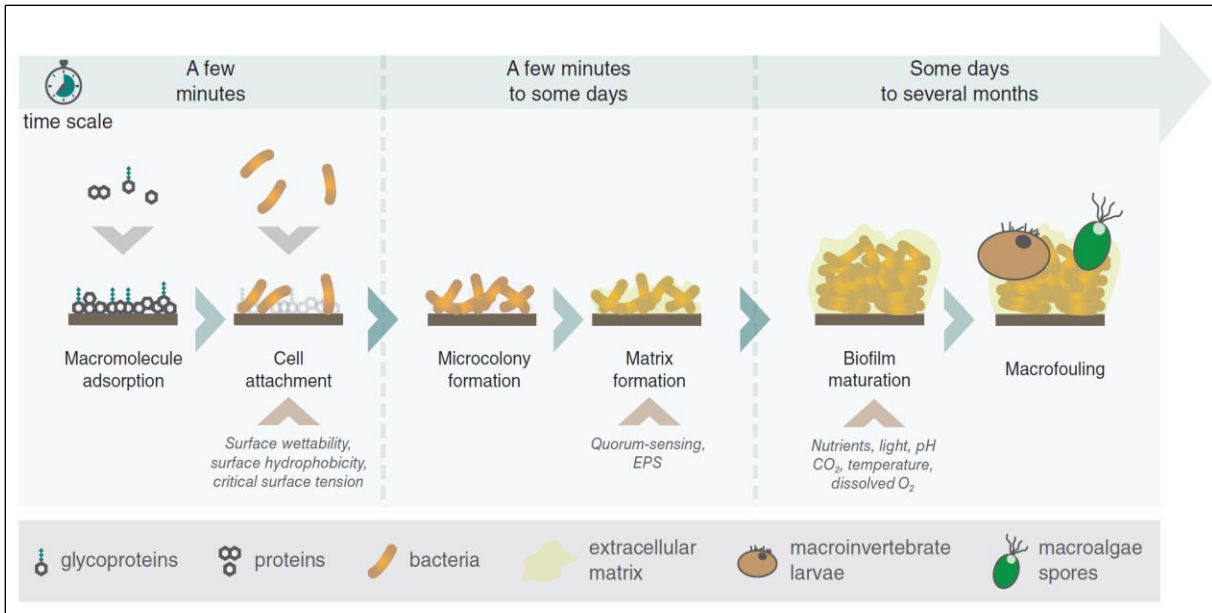 A few
minutes
A few minutes
to some days
Some days
to several months
time scale
Macromolecule
adsorption
Cell
attachment
Microcolony
formation
Matrix
formation
Biofilm
maturation
Macrofouling
Surface wettability,
surface hydrophobicity,
critical surface tension
Quorum-sensing,
EPS
Nutrients, light, pH
CO₂, temperature,
dissolved O₂
glycoproteins
proteins
bacteria
extracellular
matrix
macroinvertebrate
larvae
macroalgae
spores